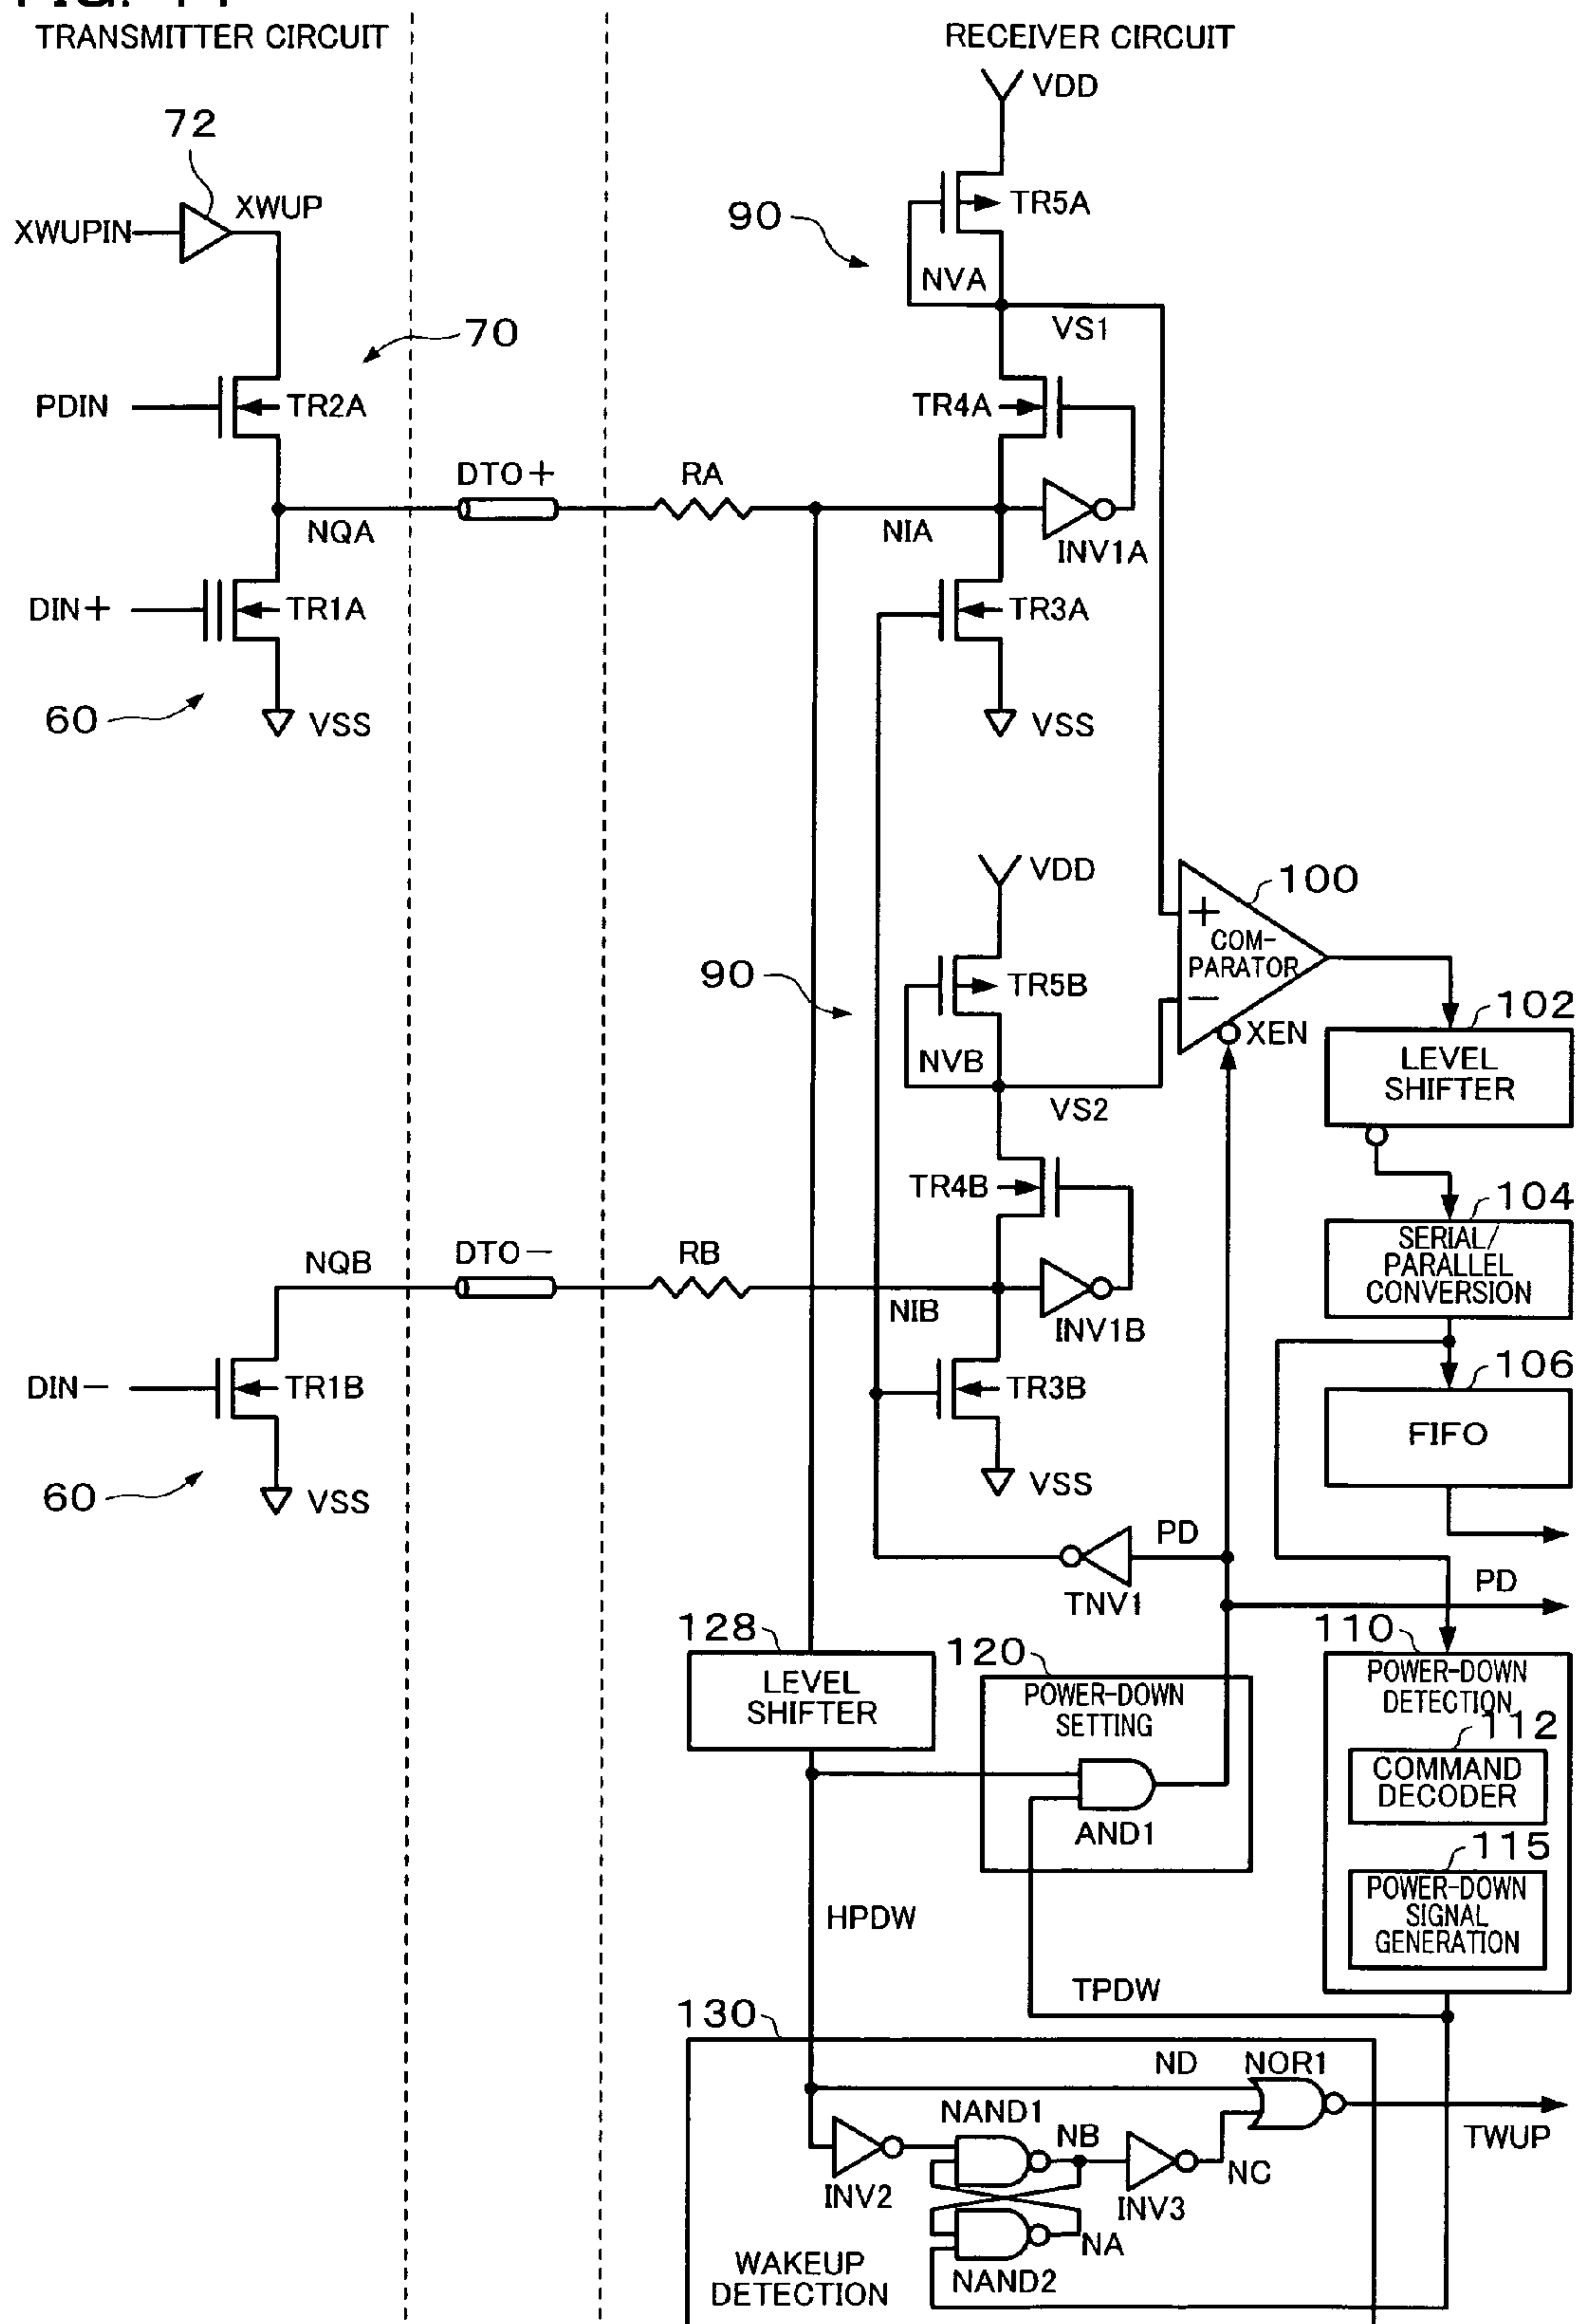 TRANSMITTER CIRCUIT
RECEIVER CIRCUIT
VDD
72
XWUPIN
XWUP
TR5A
90
NVA
VS1
70
PDIN
TR2A
TR4A
DTO+
RA
NQA
NIA
INV1A
DIN+
TR1A
TR3A
60
VSS
VSS
VDD
100
+
COM-
PARATOR
−
XEN
90
TR5B
102
LEVEL
SHIFTER
NVB
VS2
TR4B
104
SERIAL/
PARALLEL
CONVERSION
NQB
DTO−
RB
NIB
INV1B
106
FIFO
DIN−
TR1B
TR3B
60
VSS
VSS
PD
TNV1
PD
128
LEVEL
SHIFTER
120
POWER-DOWN
SETTING
AND1
110
POWER-DOWN
DETECTION
112
COMMAND
DECODER
115
POWER-DOWN
SIGNAL
GENERATION
HPDW
TPDW
130
ND
NOR1
NAND1
NB
TWUP
INV2
INV3
NC
NA
NAND2
WAKEUP
DETECTION